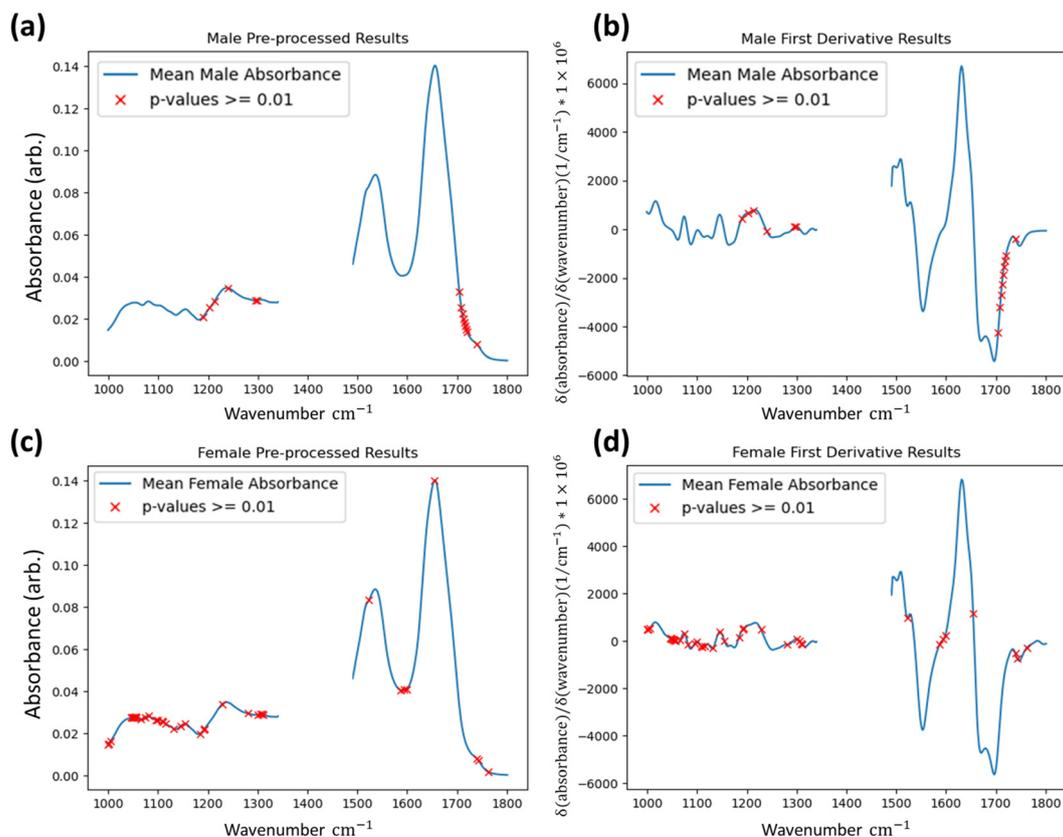 (a)
Male Pre-processed Results
Mean Male Absorbance
p-values >= 0.01
Absorbance (arb.)
0.14
0.12
0.10
0.08
0.06
0.04
0.02
0.00
1000 1100 1200 1300 1400 1500 1600 1700 1800
Wavenumber cm⁻¹
(b)
Male First Derivative Results
Mean Male Absorbance
p-values >= 0.01
δ(absorbance)/δ(wavenumber)(1/cm⁻¹) * 1 × 10⁶
6000
4000
2000
0
−2000
−4000
−6000
1000 1100 1200 1300 1400 1500 1600 1700 1800
Wavenumber cm⁻¹
(c)
Female Pre-processed Results
Mean Female Absorbance
p-values >= 0.01
Absorbance (arb.)
0.14
0.12
0.10
0.08
0.06
0.04
0.02
0.00
1000 1100 1200 1300 1400 1500 1600 1700 1800
Wavenumber cm⁻¹
(d)
Female First Derivative Results
Mean Female Absorbance
p-values >= 0.01
δ(absorbance)/δ(wavenumber)(1/cm⁻¹) * 1 × 10⁶
6000
4000
2000
0
−2000
−4000
−6000
1000 1100 1200 1300 1400 1500 1600 1700 1800
Wavenumber cm⁻¹